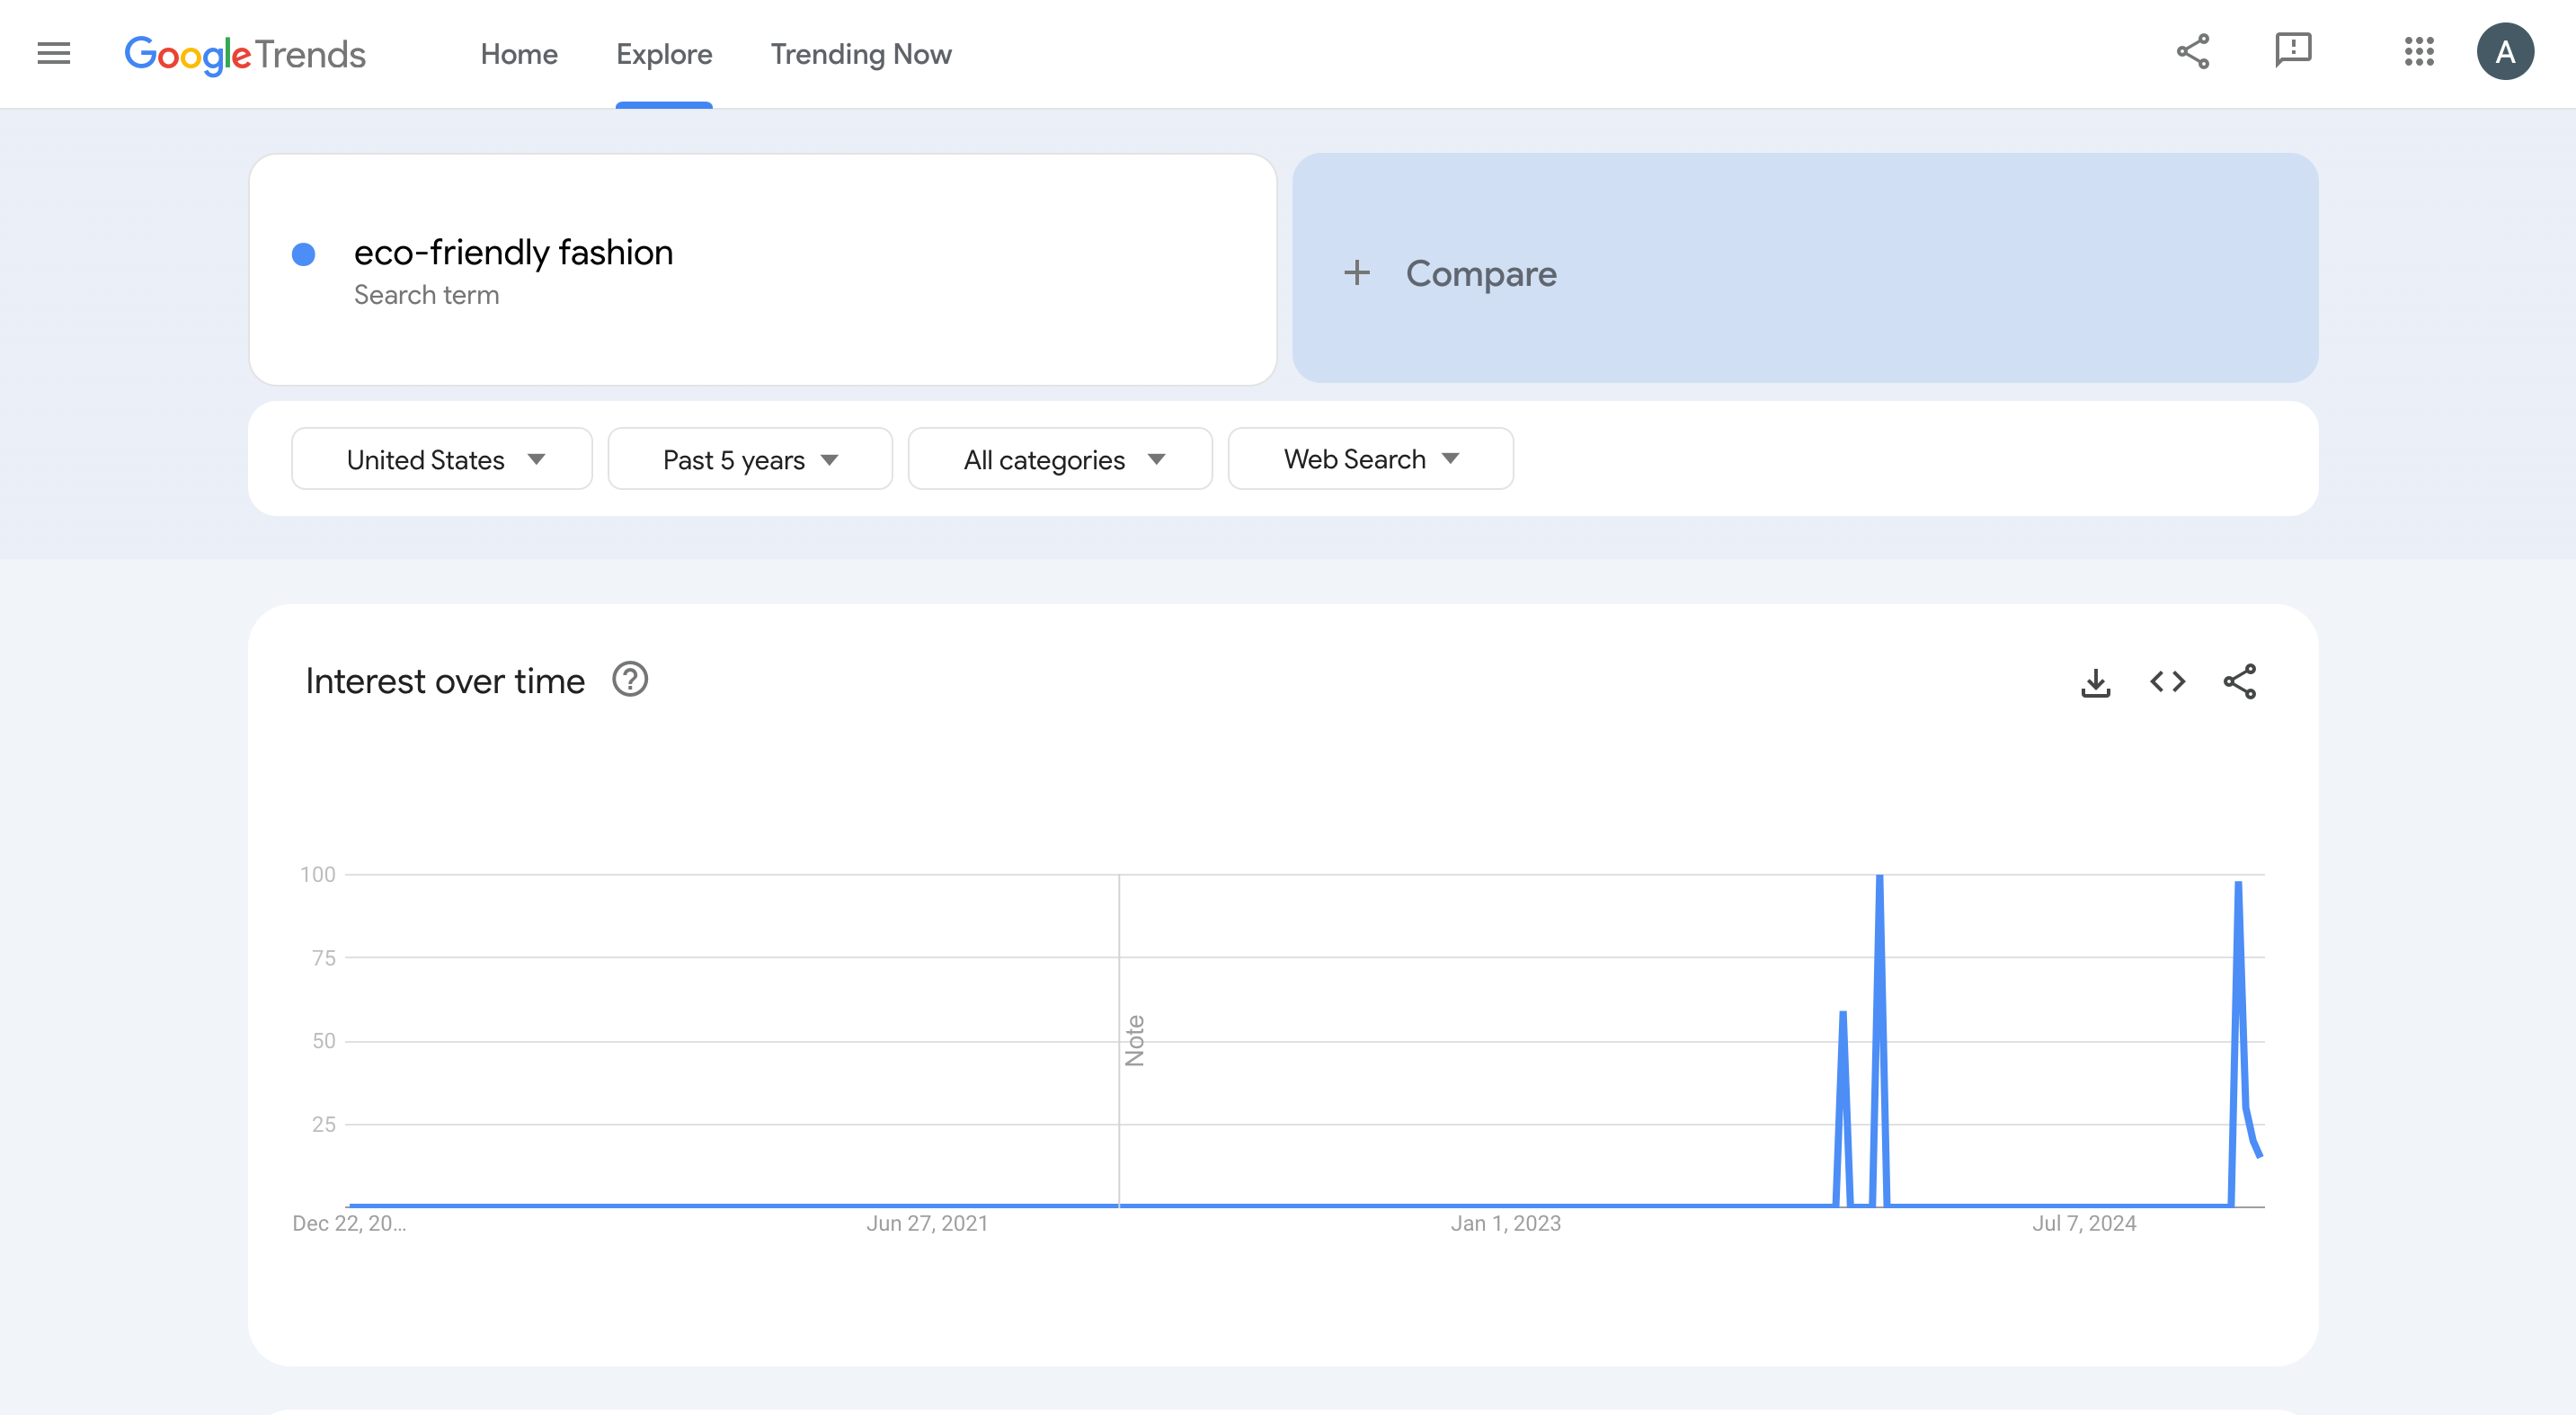 Google Trends
Home
Explore
Trending Now
A
eco-friendly fashion
Search term
+ Compare
United States
Past 5 years
All categories
Web Search
Interest over time
100
75
50
25
Note
Dec 22, 20...
Jun 27, 2021
Jan 1, 2023
Jul 7, 2024